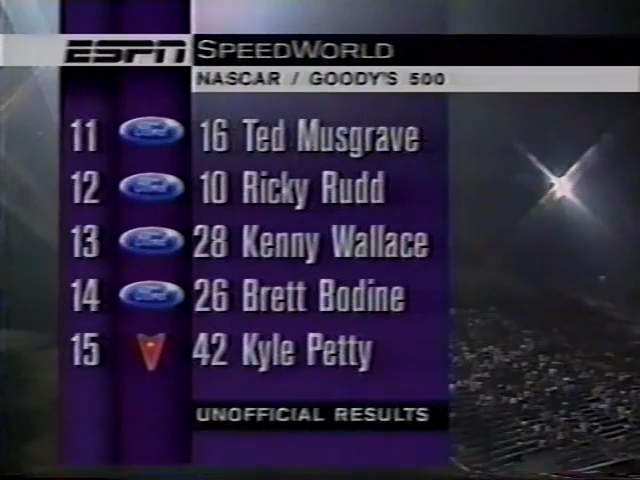 ESPN SPEEDWORLD
NASCAR / GOODY'S 500
11 Ford 16 Ted Musgrave
12 Ford 10 Ricky Rudd
13 Ford 28 Kenny Wallace
14 Ford 26 Brett Bodine
15 42 Kyle Petty
UNOFFICIAL RESULTS